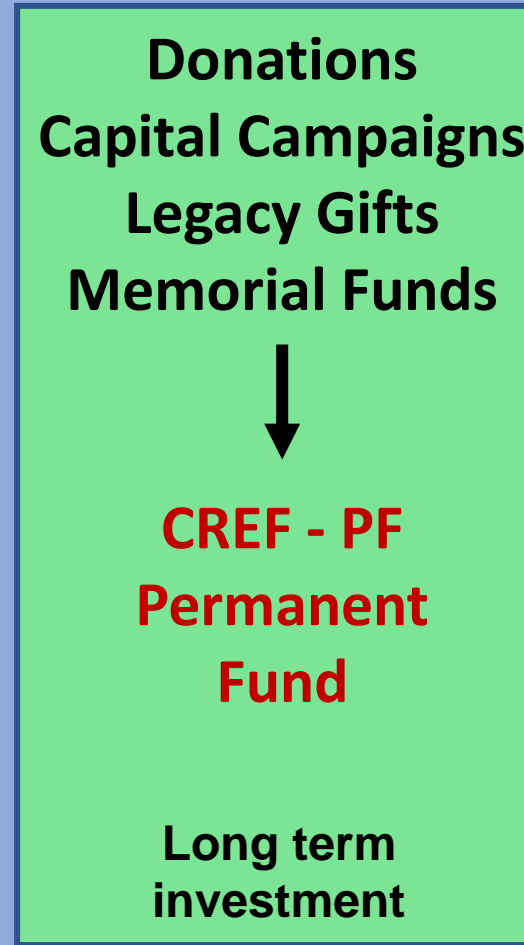 Donations
Capital Campaigns
Legacy Gifts
Memorial Funds
CREF - PF
Permanent
Fund
Long term
investment